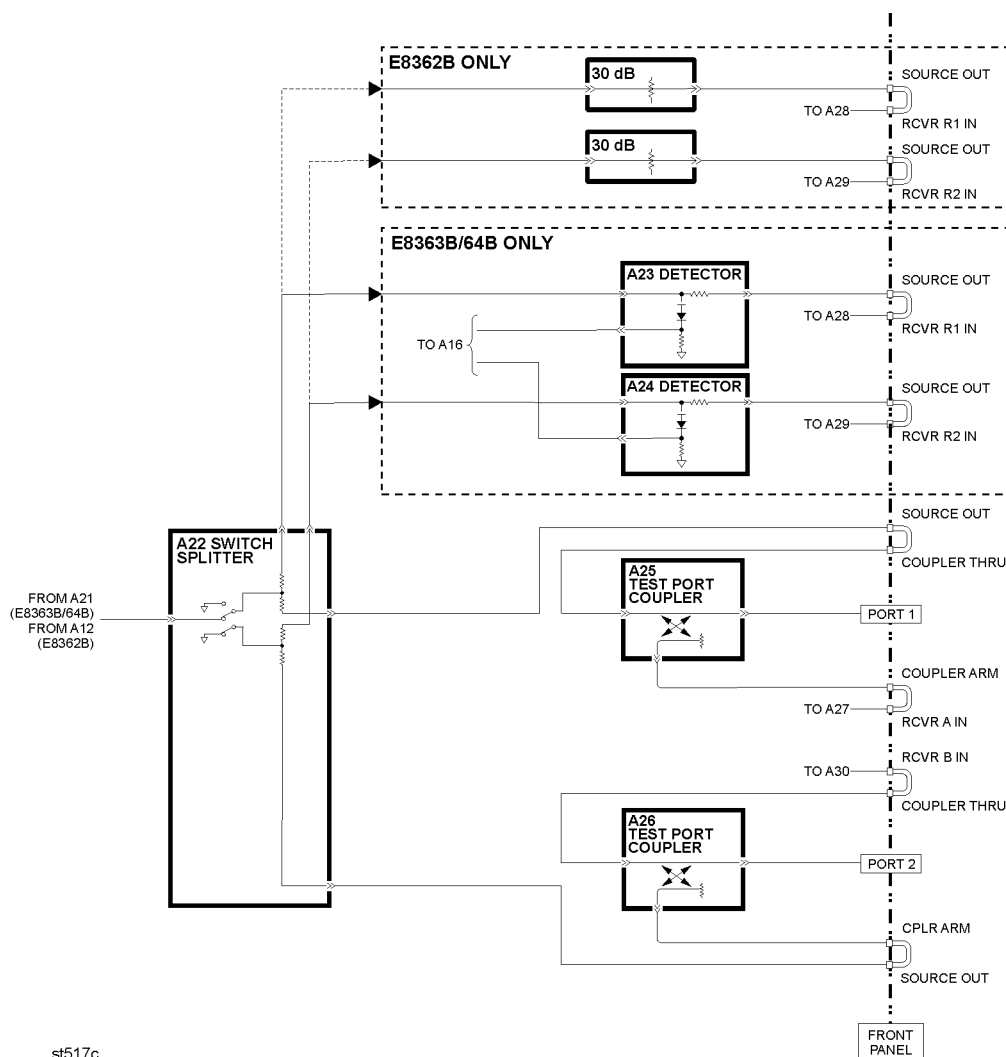 E8362B ONLY
30 dB
SOURCE OUT
TO A28
RCVR R1 IN
30 dB
SOURCE OUT
TO A29
RCVR R2 IN
E8363B/64B ONLY
A23 DETECTOR
SOURCE OUT
TO A28
RCVR R1 IN
TO A16
A24 DETECTOR
SOURCE OUT
TO A29
RCVR R2 IN
SOURCE OUT
COUPLER THRU
A22 SWITCH
SPLITTER
A25
TEST PORT
COUPLER
FROM A21
(E8363B/64B)
FROM A12
(E8362B)
PORT 1
COUPLER ARM
TO A27
RCVR A IN
RCVR B IN
TO A30
COUPLER THRU
A26
TEST PORT
COUPLER
PORT 2
CPLR ARM
SOURCE OUT
FRONT
PANEL
st517c